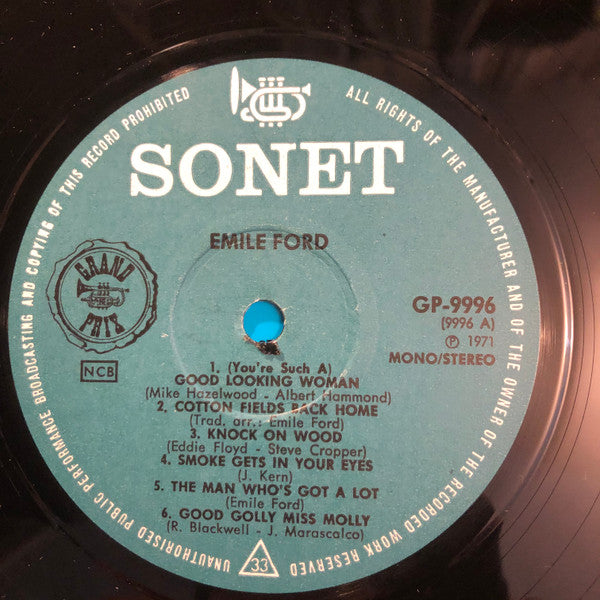 SONET
EMILE FORD
GRAND
PRIX
NCB
GP-9996
(9996 A)
Ⓟ 1971
MONO/STEREO
1. (You're Such A)
GOOD LOOKING WOMAN
(Mike Hazelwood - Albert Hammond)
2. COTTON FIELDS BACK HOME
(Trad. arr.: Emile Ford)
3. KNOCK ON WOOD
(Eddie Floyd - Steve Cropper)
4. SMOKE GETS IN YOUR EYES
(J. Kern)
5. THE MAN WHO'S GOT A LOT
(Emile Ford)
6. GOOD GOLLY MISS MOLLY
(R. Blackwell - J. Marascalco)
33
ALL RIGHTS OF THE MANUFACTURER AND OF THE OWNER OF THE RECORDED WORK RESERVED
UNAUTHORISED PUBLIC PERFORMANCE BROADCASTING AND COPYING OF THIS RECORD PROHIBITED